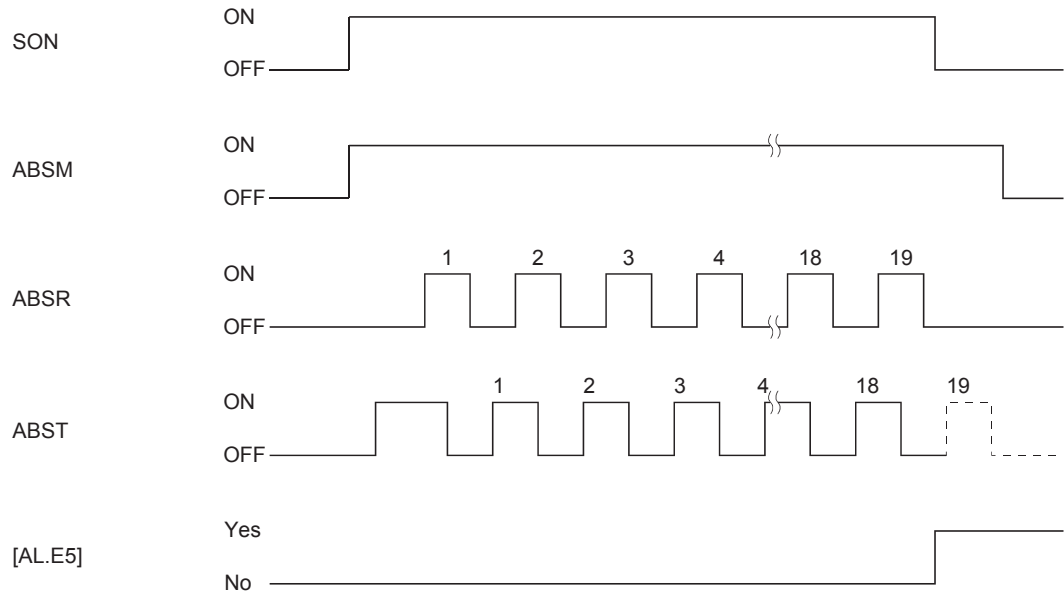 SON
ON
OFF
ABSM
ON
OFF
1 2 3 4 18 19
ABSR
ON
OFF
1 2 3 4 18 19
ABST
ON
OFF
[AL.E5]
Yes
No